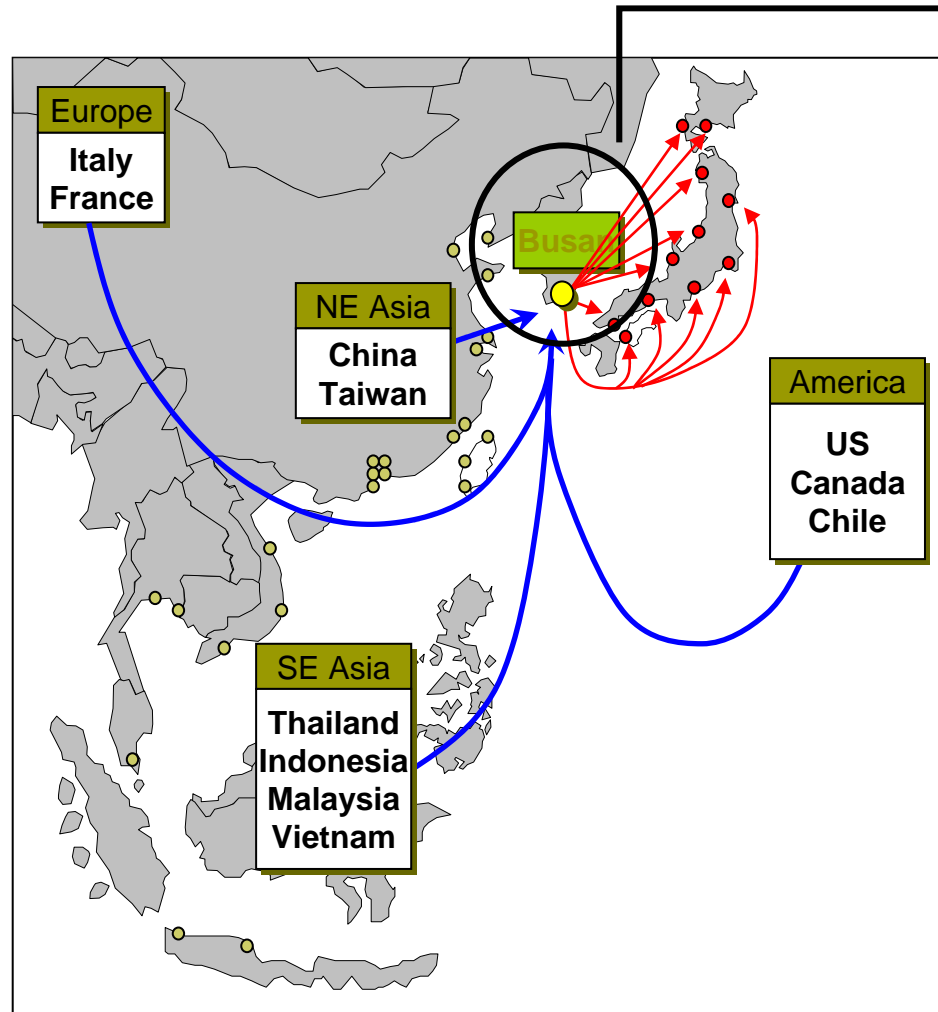 Europe
Italy
France
Busan
NE Asia
China
Taiwan
America
US
Canada
Chile
SE Asia
Thailand
Indonesia
Malaysia
Vietnam